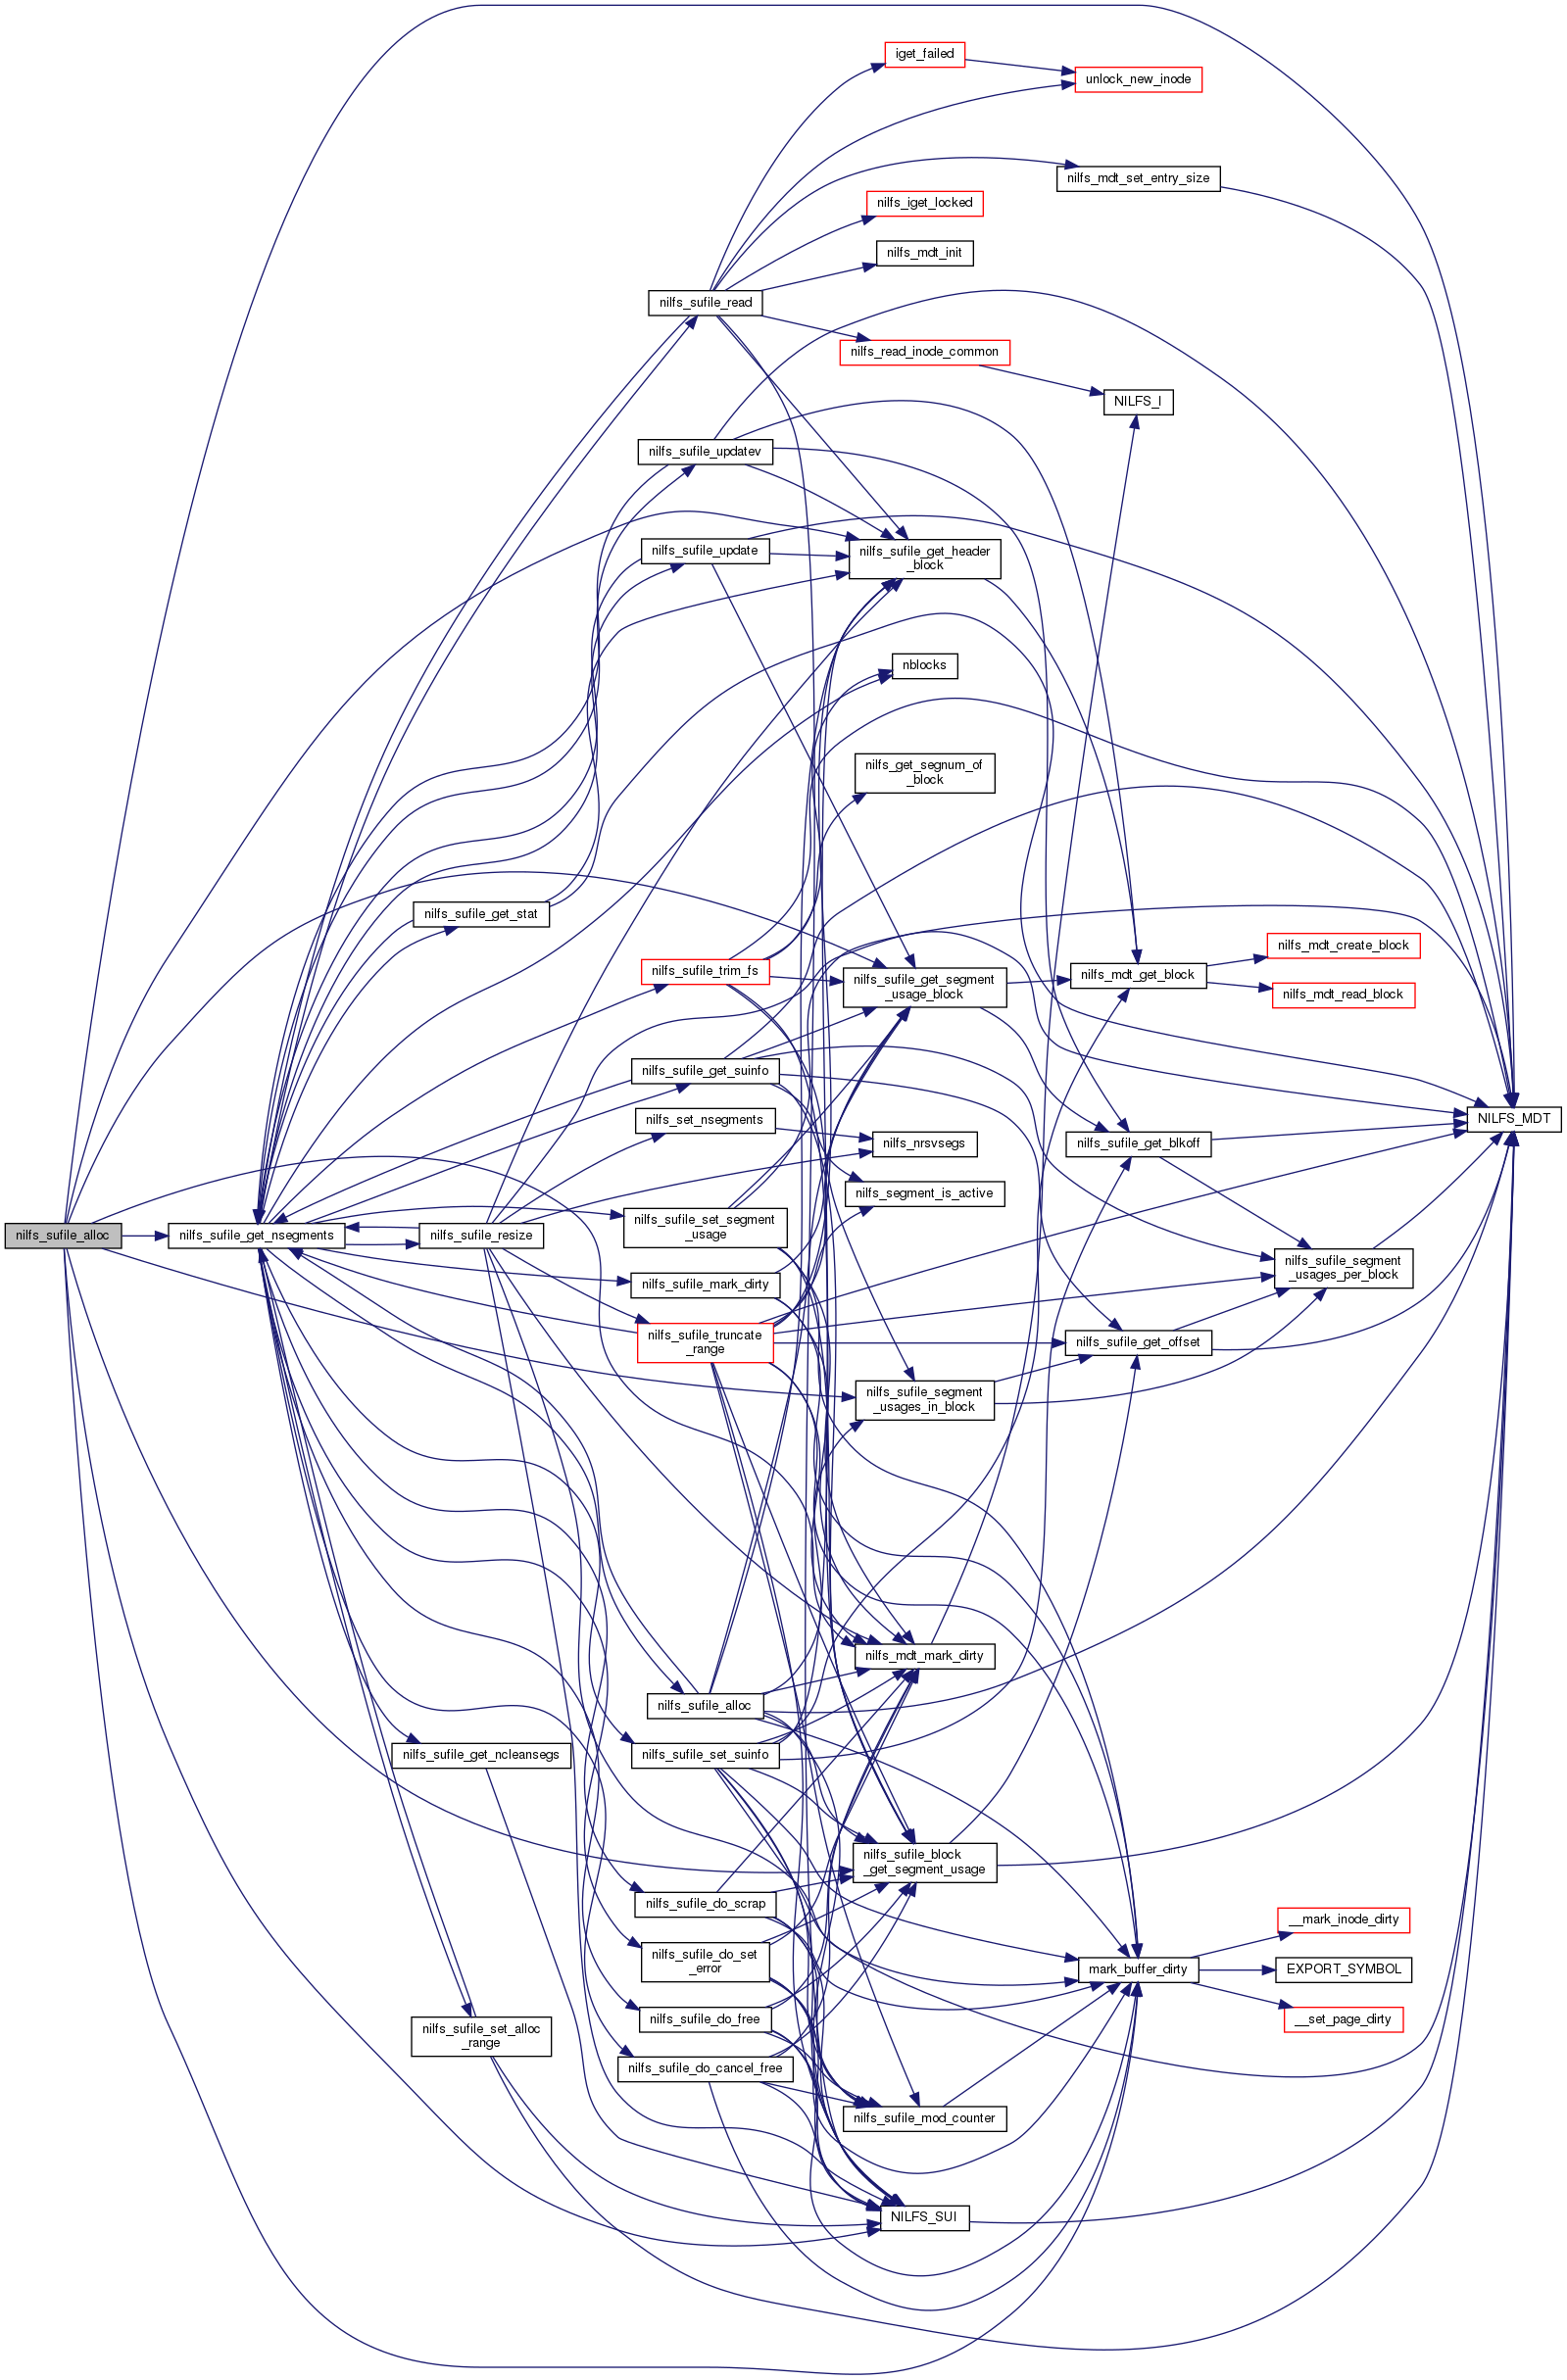 iget_failed
unlock_new_inode
nilfs_mdt_set_entry_size
nilfs_iget_locked
nilfs_mdt_init
nilfs_sufile_read
nilfs_read_inode_common
NILFS_I
nilfs_sufile_updatev
nilfs_sufile_update
nilfs_sufile_get_header
_block
nblocks
nilfs_get_segnum_of
_block
nilfs_sufile_get_stat
nilfs_mdt_create_block
nilfs_sufile_trim_fs
nilfs_sufile_get_segment
_usage_block
nilfs_mdt_get_block
nilfs_mdt_read_block
nilfs_sufile_get_suinfo
nilfs_set_nsegments
nilfs_nrsvsegs
nilfs_sufile_get_blkoff
NILFS_MDT
nilfs_segment_is_active
nilfs_sufile_alloc
nilfs_sufile_get_nsegments
nilfs_sufile_resize
nilfs_sufile_set_segment
_usage
nilfs_sufile_segment
_usages_per_block
nilfs_sufile_mark_dirty
nilfs_sufile_truncate
_range
nilfs_sufile_get_offset
nilfs_sufile_segment
_usages_in_block
nilfs_mdt_mark_dirty
nilfs_sufile_alloc
nilfs_sufile_get_ncleansegs
nilfs_sufile_set_suinfo
nilfs_sufile_block
_get_segment_usage
nilfs_sufile_do_scrap
__mark_inode_dirty
nilfs_sufile_do_set
_error
mark_buffer_dirty
EXPORT_SYMBOL
nilfs_sufile_do_free
__set_page_dirty
nilfs_sufile_set_alloc
_range
nilfs_sufile_do_cancel_free
nilfs_sufile_mod_counter
NILFS_SUI